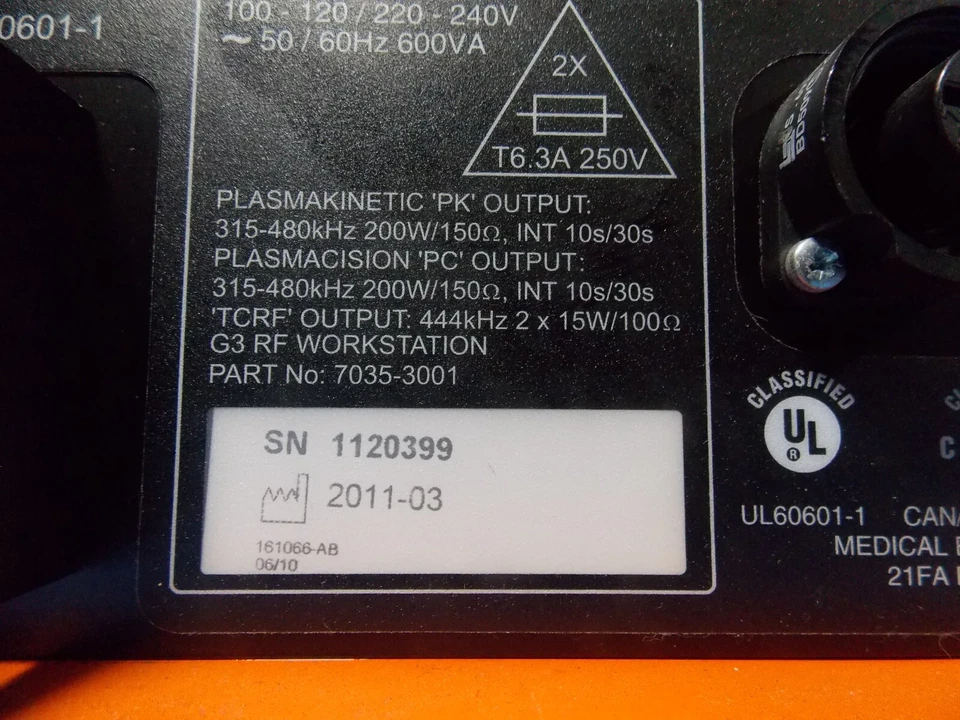 60601-1
100 - 120 / 220 - 240V
~ 50 / 60Hz 600VA
2X
T6.3A 250V
PLASMAKINETIC 'PK' OUTPUT:
315-480kHz 200W/150Ω, INT 10s/30s
PLASMACISION 'PC' OUTPUT:
315-480kHz 200W/150Ω, INT 10s/30s
'TCRF' OUTPUT: 444kHz 2 x 15W/100Ω
G3 RF WORKSTATION
PART No: 7035-3001
SN 1120399
2011-03
161066-AB
06/10
CLASSIFIED
UL
®
UL60601-1 CAN/
MEDICAL E
21FA
C